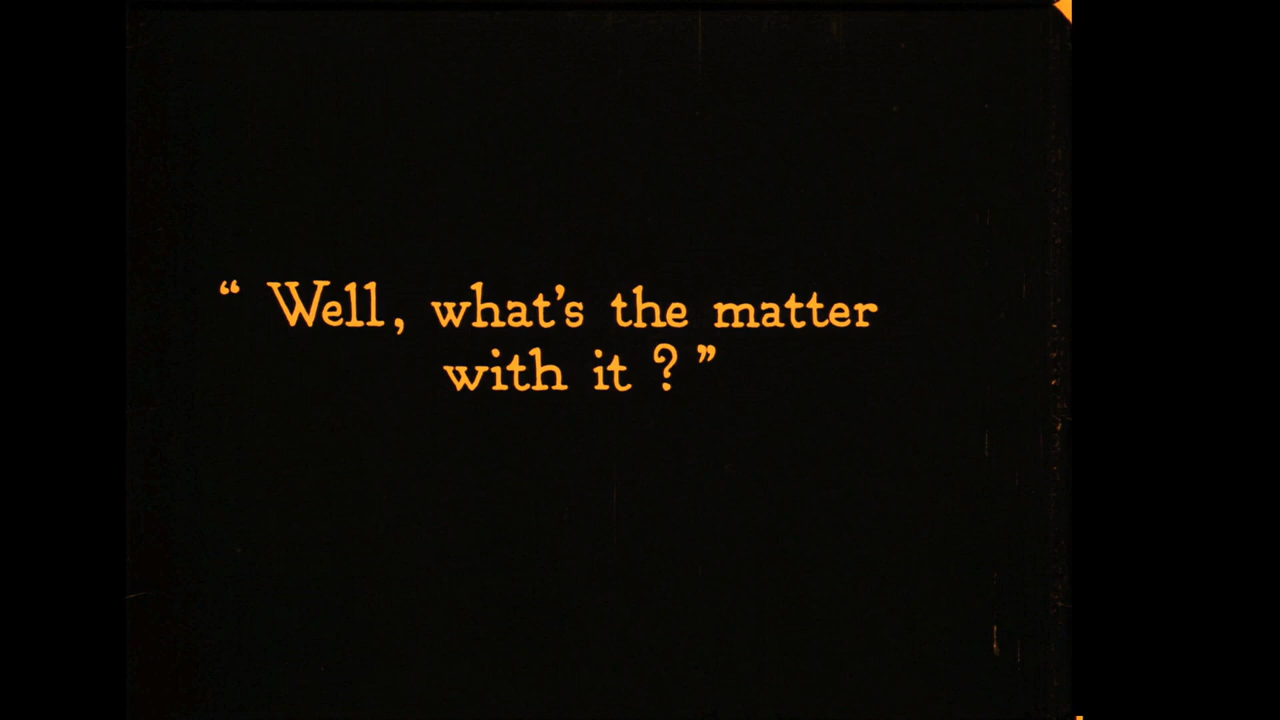 “ Well, what’s the matter
with it ? ”